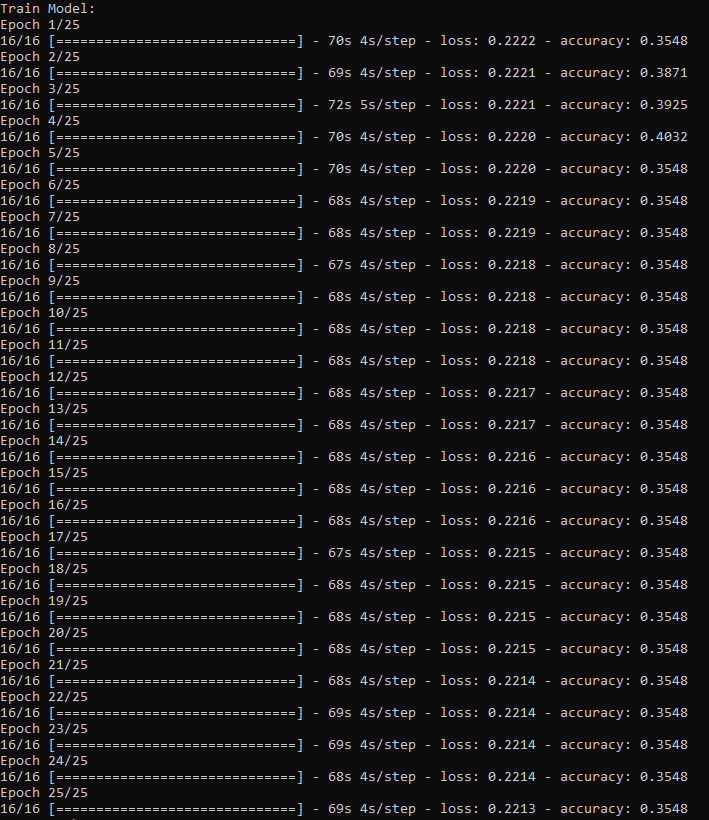 Train Model:
Epoch 1/25
16/16 [==============================] - 70s 4s/step - loss: 0.2222 - accuracy: 0.3548
Epoch 2/25
16/16 [==============================] - 69s 4s/step - loss: 0.2221 - accuracy: 0.3871
Epoch 3/25
16/16 [==============================] - 72s 5s/step - loss: 0.2221 - accuracy: 0.3925
Epoch 4/25
16/16 [==============================] - 70s 4s/step - loss: 0.2220 - accuracy: 0.4032
Epoch 5/25
16/16 [==============================] - 70s 4s/step - loss: 0.2220 - accuracy: 0.3548
Epoch 6/25
16/16 [==============================] - 68s 4s/step - loss: 0.2219 - accuracy: 0.3548
Epoch 7/25
16/16 [==============================] - 68s 4s/step - loss: 0.2219 - accuracy: 0.3548
Epoch 8/25
16/16 [==============================] - 67s 4s/step - loss: 0.2218 - accuracy: 0.3548
Epoch 9/25
16/16 [==============================] - 68s 4s/step - loss: 0.2218 - accuracy: 0.3548
Epoch 10/25
16/16 [==============================] - 68s 4s/step - loss: 0.2218 - accuracy: 0.3548
Epoch 11/25
16/16 [==============================] - 68s 4s/step - loss: 0.2218 - accuracy: 0.3548
Epoch 12/25
16/16 [==============================] - 68s 4s/step - loss: 0.2217 - accuracy: 0.3548
Epoch 13/25
16/16 [==============================] - 68s 4s/step - loss: 0.2217 - accuracy: 0.3548
Epoch 14/25
16/16 [==============================] - 68s 4s/step - loss: 0.2216 - accuracy: 0.3548
Epoch 15/25
16/16 [==============================] - 68s 4s/step - loss: 0.2216 - accuracy: 0.3548
Epoch 16/25
16/16 [==============================] - 68s 4s/step - loss: 0.2216 - accuracy: 0.3548
Epoch 17/25
16/16 [==============================] - 67s 4s/step - loss: 0.2215 - accuracy: 0.3548
Epoch 18/25
16/16 [==============================] - 68s 4s/step - loss: 0.2215 - accuracy: 0.3548
Epoch 19/25
16/16 [==============================] - 68s 4s/step - loss: 0.2215 - accuracy: 0.3548
Epoch 20/25
16/16 [==============================] - 68s 4s/step - loss: 0.2215 - accuracy: 0.3548
Epoch 21/25
16/16 [==============================] - 68s 4s/step - loss: 0.2214 - accuracy: 0.3548
Epoch 22/25
16/16 [==============================] - 69s 4s/step - loss: 0.2214 - accuracy: 0.3548
Epoch 23/25
16/16 [==============================] - 69s 4s/step - loss: 0.2214 - accuracy: 0.3548
Epoch 24/25
16/16 [==============================] - 68s 4s/step - loss: 0.2214 - accuracy: 0.3548
Epoch 25/25
16/16 [==============================] - 69s 4s/step - loss: 0.2213 - accuracy: 0.3548